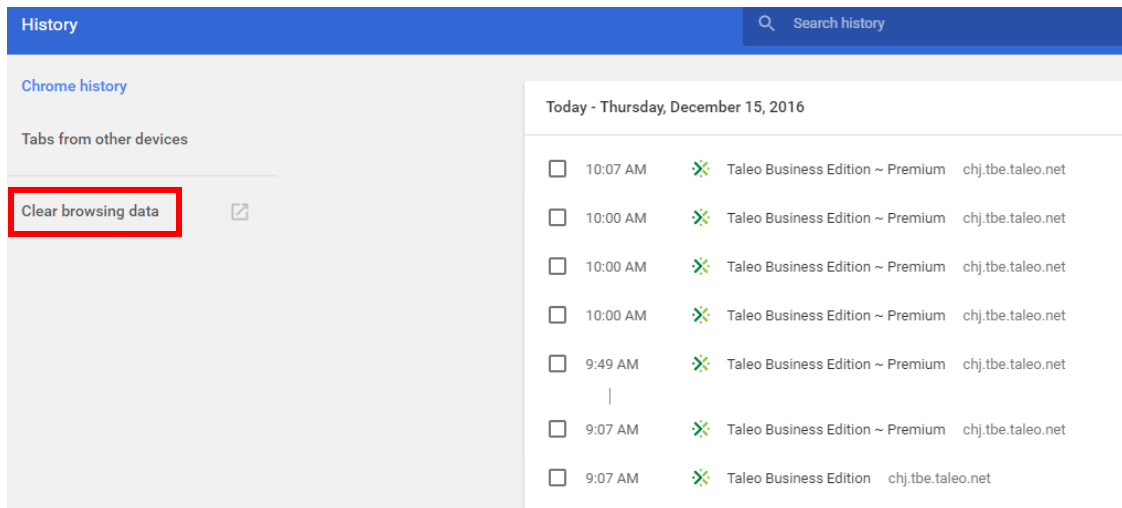 History
Search history
Chrome history
Tabs from other devices
Clear browsing data
Today - Thursday, December 15, 2016
10:07 AM Taleo Business Edition ~ Premium chj.tbe.taleo.net
10:00 AM Taleo Business Edition ~ Premium chj.tbe.taleo.net
10:00 AM Taleo Business Edition ~ Premium chj.tbe.taleo.net
10:00 AM Taleo Business Edition ~ Premium chj.tbe.taleo.net
9:49 AM Taleo Business Edition ~ Premium chj.tbe.taleo.net
9:07 AM Taleo Business Edition ~ Premium chj.tbe.taleo.net
9:07 AM Taleo Business Edition chj.tbe.taleo.net